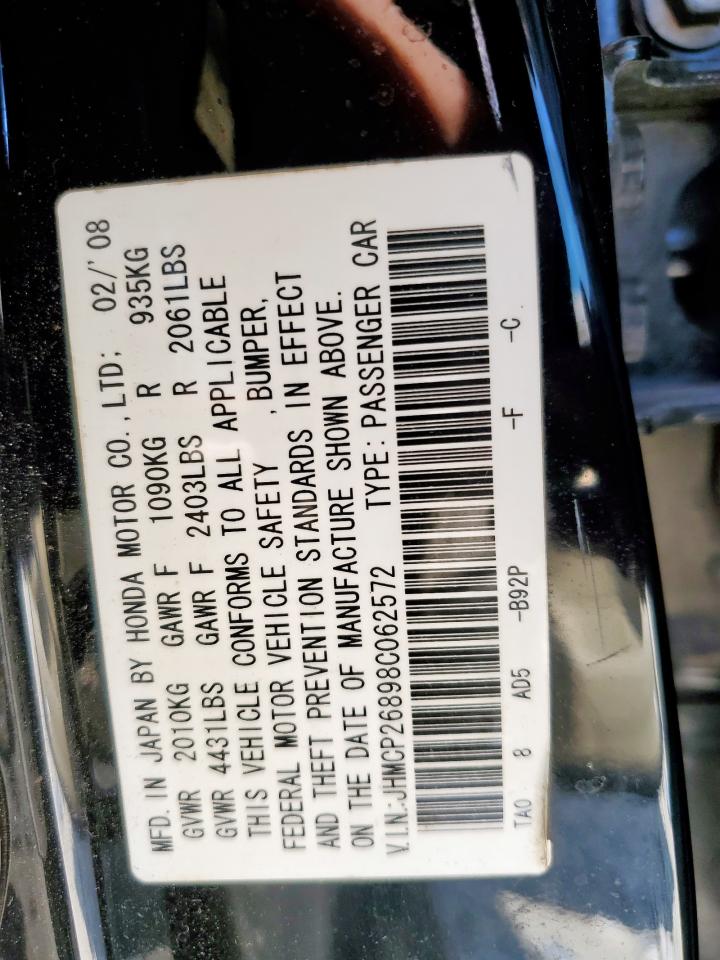 MFD. IN JAPAN BY HONDA MOTOR CO., LTD; 02/'08
GVWR 2010KG GAWR F 1090KG R 935KG
GVWR 4431LBS GAWR F 2403LBS R 2061LBS
THIS VEHICLE CONFORMS TO ALL APPLICABLE
FEDERAL MOTOR VEHICLE SAFETY ,BUMPER,
AND THEFT PREVENTION STANDARDS IN EFFECT
ON THE DATE OF MANUFACTURE SHOWN ABOVE.
V.I.N.:JHMCP26898C062572 TYPE:PASSENGER CAR
TA0 8 AD5 -B92P -F -C